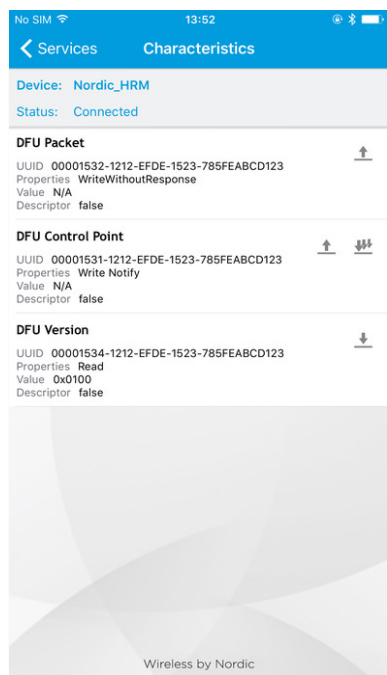 No SIM 13:52
Services Characteristics
Device: Nordic_HRM
Status: Connected
DFU Packet
UUID 00001532-1212-EFDE-1523-785FEABCD123
Properties WriteWithoutResponse
Value N/A
Descriptor false
DFU Control Point
UUID 00001531-1212-EFDE-1523-785FEABCD123
Properties Write Notify
Value N/A
Descriptor false
DFU Version
UUID 00001534-1212-EFDE-1523-785FEABCD123
Properties Read
Value 0x0100
Descriptor false
Wireless by Nordic